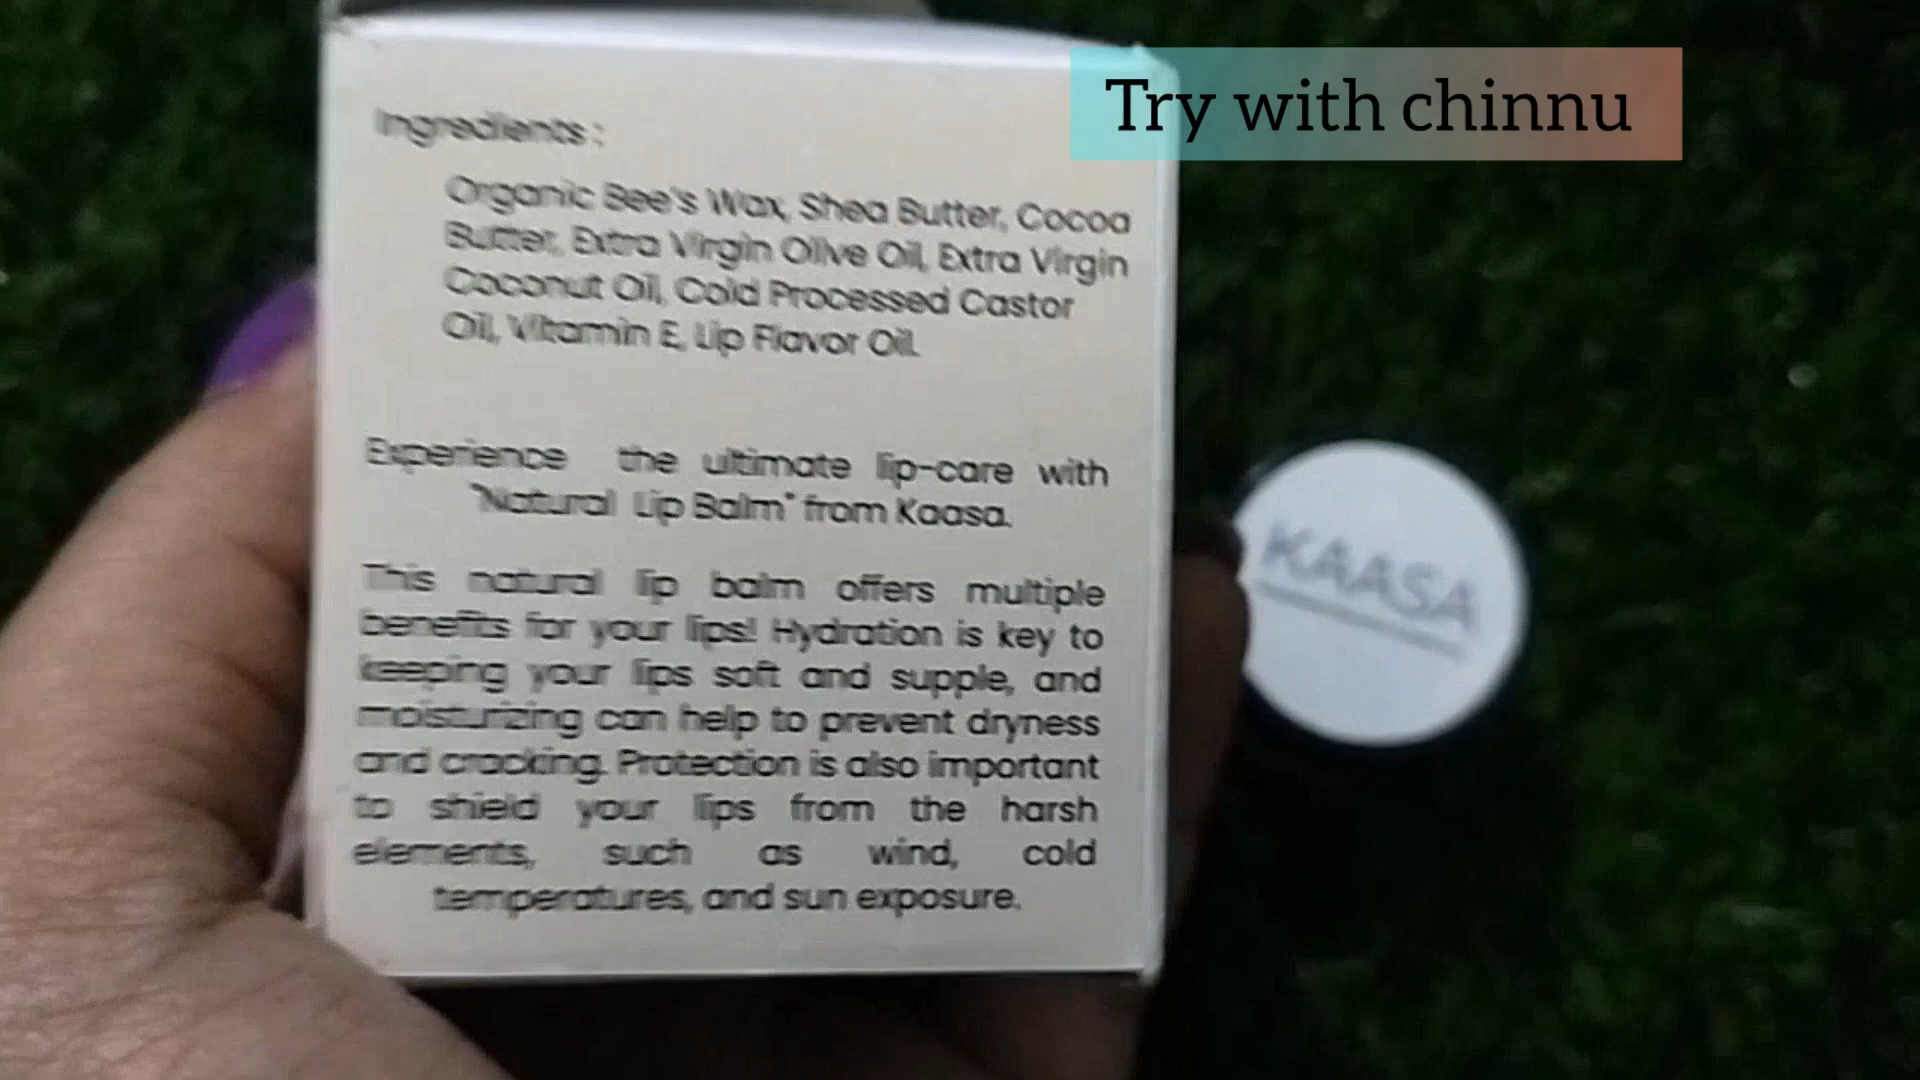 Try with chinnu
Ingredients :
Organic Bee's Wax, Shea Butter, Cocoa
Butter, Extra Virgin Olive Oil, Extra Virgin
Coconut Oil, Cold Processed Castor
Oil, Vitamin E, Lip Flavor Oil.
Experience the ultimate lip-care with
"Natural Lip Balm" from Kaasa.
This natural lip balm offers multiple
benefits for your lips! Hydration is key to
keeping your lips soft and supple, and
moisturizing can help to prevent dryness
and cracking. Protection is also important
to shield your lips from the harsh
elements, such as wind, cold
temperatures, and sun exposure.
KAASA